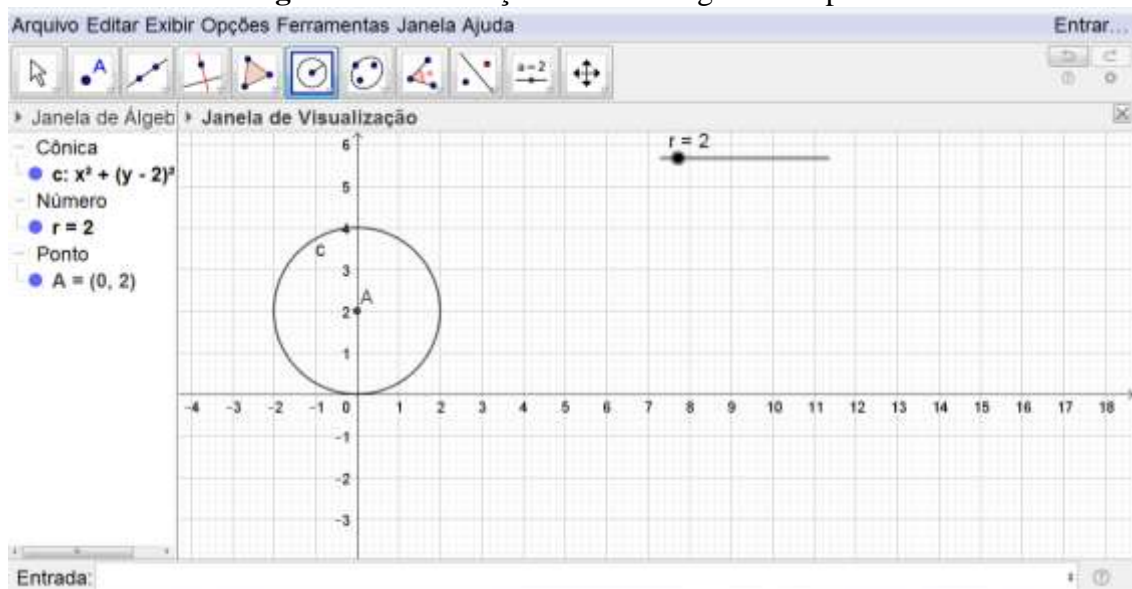 Arquivo Editar Exibir Opções Ferramentas Janela Ajuda
Entrar...
A
a = 2
Janela de Álgeb
Janela de Visualização
Cônica
c: x² + (y - 2)²
Número
r = 2
Ponto
A = (0, 2)
r = 2
6
5
4
c
3
A
2
1
-4 -3 -2 -1 0 1 2 3 4 5 6 7 8 9 10 11 12 13 14 15 16 17 18
-1
-2
-3
Entrada: